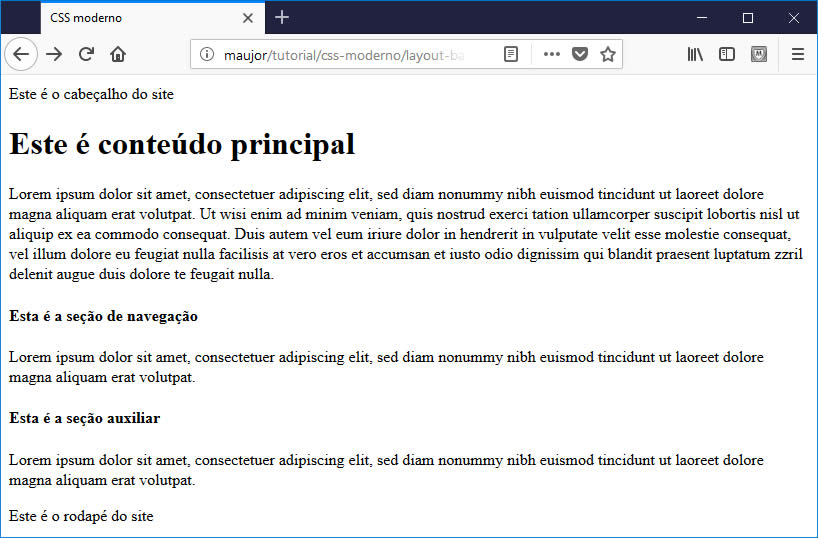 CSS moderno
maujor/tutorial/css-moderno/layout-ba
Este é o cabeçalho do site
Este é conteúdo principal
Lorem ipsum dolor sit amet, consectetuer adipiscing elit, sed diam nonummy nibh euismod tincidunt ut laoreet dolore
magna aliquam erat volutpat. Ut wisi enim ad minim veniam, quis nostrud exerci tation ullamcorper suscipit lobortis nisl ut
aliquip ex ea commodo consequat. Duis autem vel eum iriure dolor in hendrerit in vulputate velit esse molestie consequat,
vel illum dolore eu feugiat nulla facilisis at vero eros et accumsan et iusto odio dignissim qui blandit praesent luptatum zzril
delenit augue duis dolore te feugait nulla.
Esta é a seção de navegação
Lorem ipsum dolor sit amet, consectetuer adipiscing elit, sed diam nonummy nibh euismod tincidunt ut laoreet dolore
magna aliquam erat volutpat.
Esta é a seção auxiliar
Lorem ipsum dolor sit amet, consectetuer adipiscing elit, sed diam nonummy nibh euismod tincidunt ut laoreet dolore
magna aliquam erat volutpat.
Este é o rodapé do site